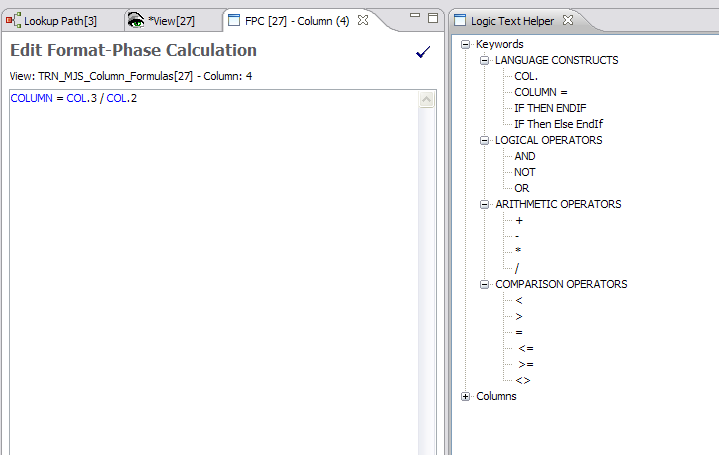 Lookup Path[3]
*View[27]
FPC [27] - Column (4)
Edit Format-Phase Calculation
View: TRN_MJS_Column_Formulas[27] - Column: 4
COLUMN = COL.3 / COL.2
Logic Text Helper
Keywords
LANGUAGE CONSTRUCTS
COL.
COLUMN =
IF THEN ENDIF
IF Then Else EndIf
LOGICAL OPERATORS
AND
NOT
OR
ARITHMETIC OPERATORS
+
-
*
/
COMPARISON OPERATORS
<
>
=
<=
>=
<>
Columns